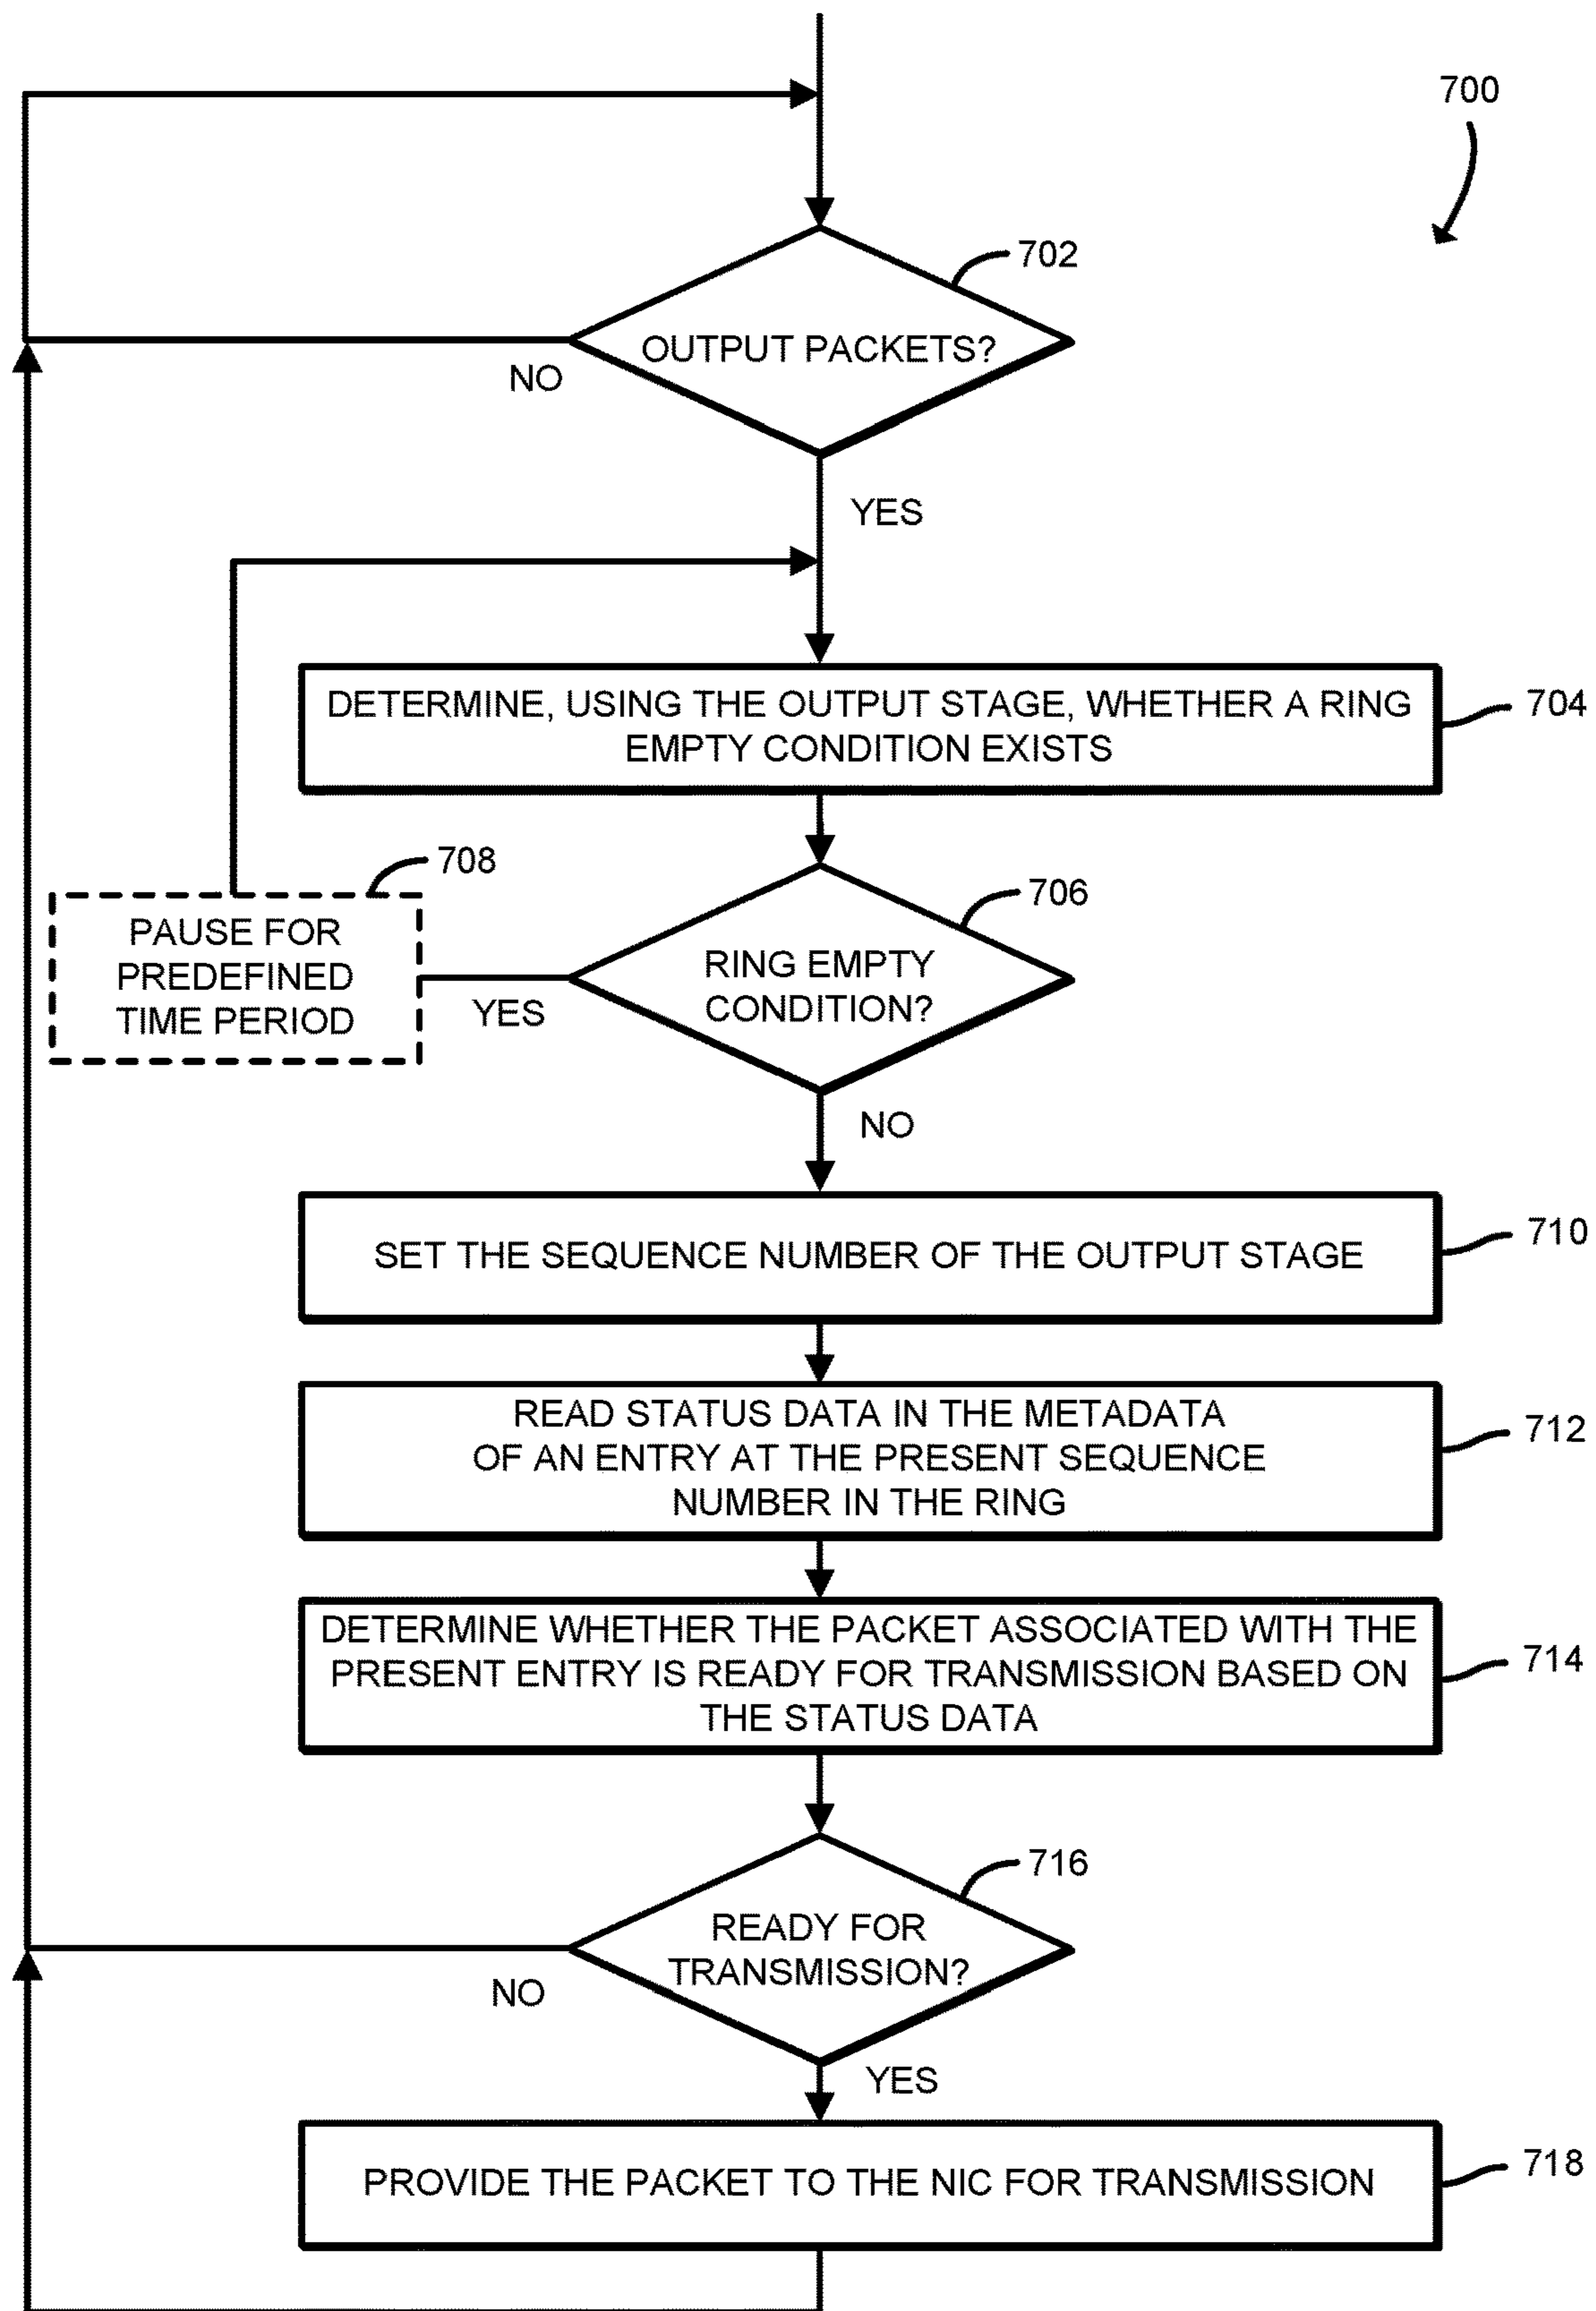 700
702
OUTPUT PACKETS?
NO
YES
DETERMINE, USING THE OUTPUT STAGE, WHETHER A RING
EMPTY CONDITION EXISTS
704
708
706
PAUSE FOR
PREDEFINED
TIME PERIOD
YES
RING EMPTY
CONDITION?
NO
SET THE SEQUENCE NUMBER OF THE OUTPUT STAGE
710
READ STATUS DATA IN THE METADATA
OF AN ENTRY AT THE PRESENT SEQUENCE
NUMBER IN THE RING
712
DETERMINE WHETHER THE PACKET ASSOCIATED WITH THE
PRESENT ENTRY IS READY FOR TRANSMISSION BASED ON
THE STATUS DATA
714
716
READY FOR
TRANSMISSION?
NO
YES
PROVIDE THE PACKET TO THE NIC FOR TRANSMISSION
718